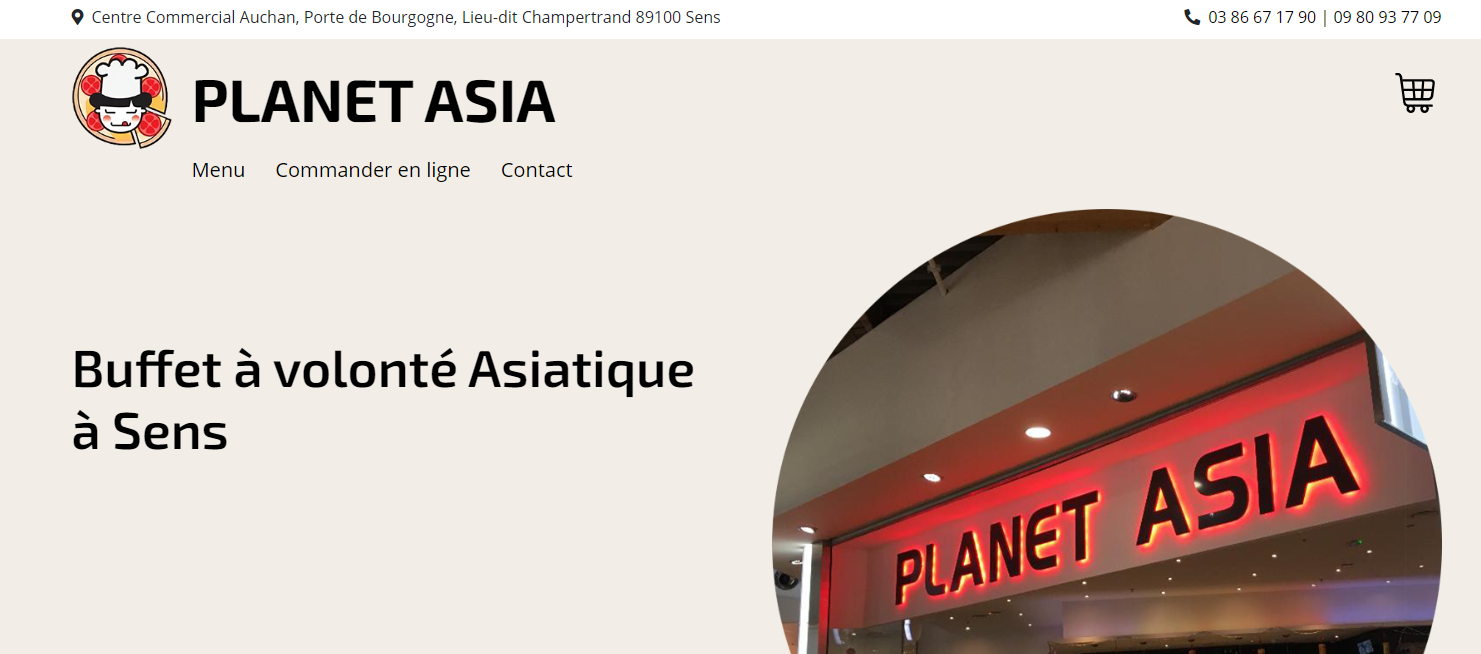 Centre Commercial Auchan, Porte de Bourgogne, Lieu-dit Champertrand 89100 Sens
03 86 67 17 90 | 09 80 93 77 09
PLANET ASIA
Menu Commander en ligne Contact
Buffet à volonté Asiatique
à Sens
PLANET ASIA